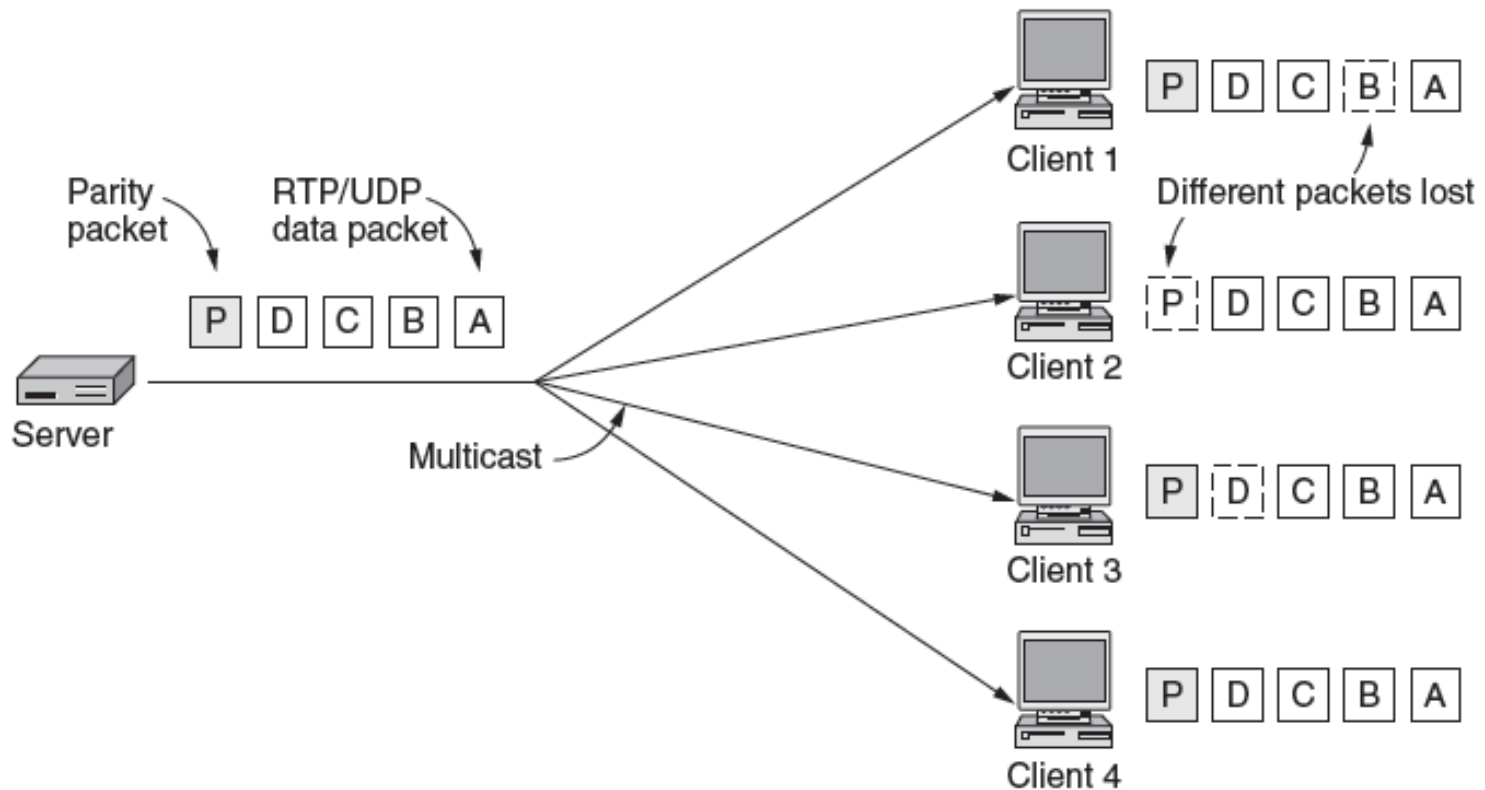 P D C B A
Client 1
Different packets lost
Parity
packet
RTP/UDP
data packet
P D C B A
Server
Multicast
P D C B A
Client 2
P D C B A
Client 3
P D C B A
Client 4